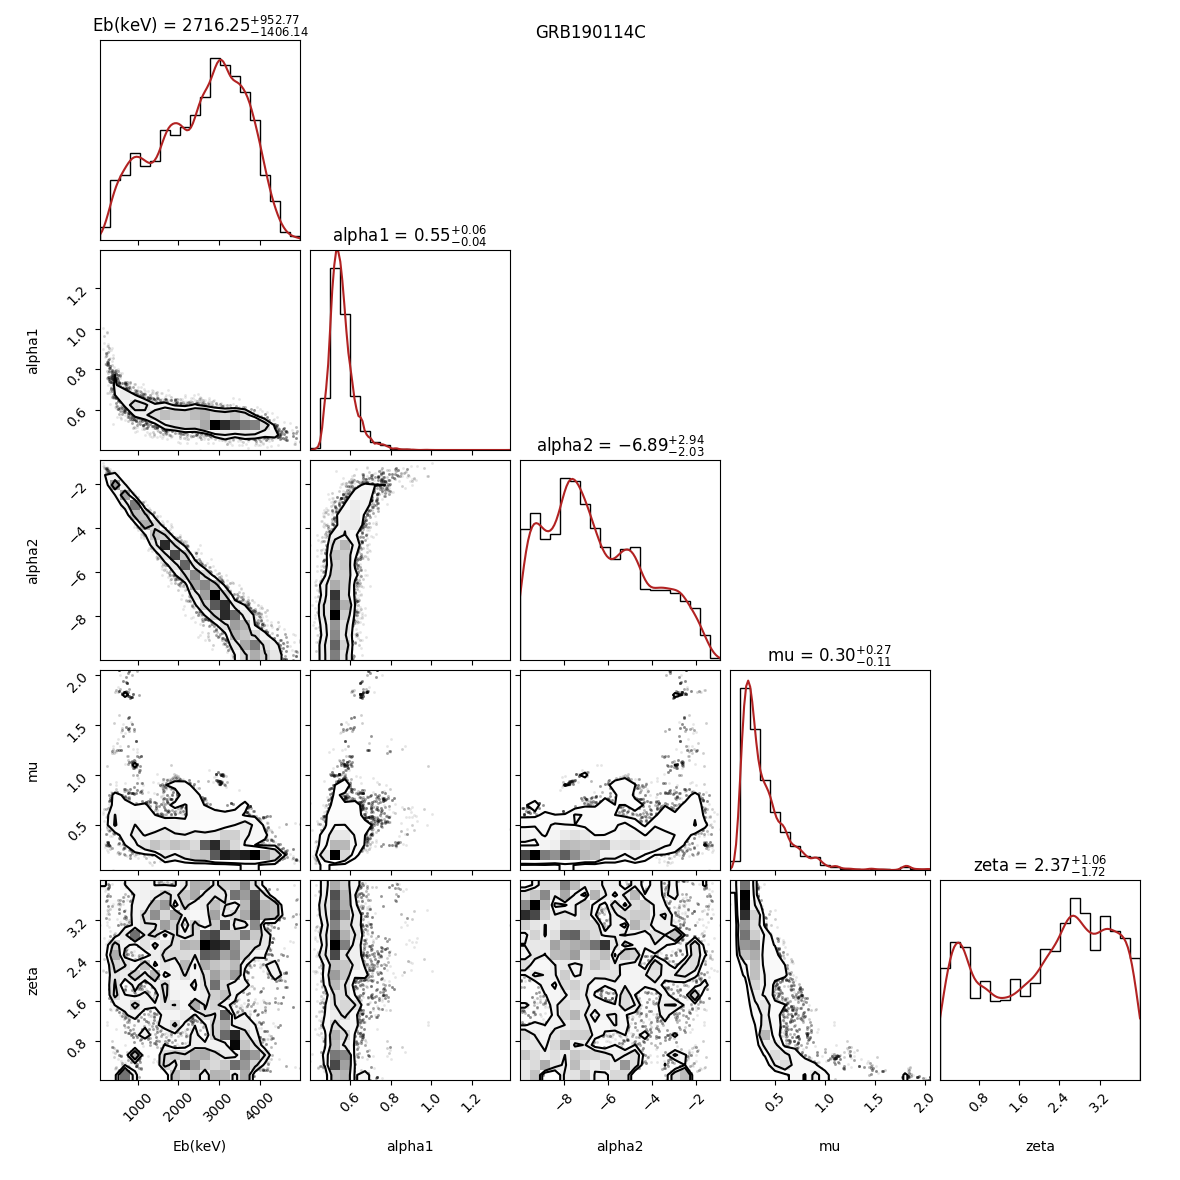 Eb(keV) = 2716.25+952.77−1406.14
GRB190114C
alpha1 = 0.55+0.06−0.04
1.2
1.0
0.8
0.6
alpha1
alpha2 = −6.89+2.94−2.03
−2
−4
−6
−8
alpha2
mu = 0.30+0.27−0.11
2.0
1.5
1.0
0.5
mu
zeta = 2.37+1.06−1.72
3.2
2.4
1.6
0.8
zeta
1000 2000 3000 4000
0.6 0.8 1.0 1.2
−8 −6 −4 −2
0.5 1.0 1.5 2.0
0.8 1.6 2.4 3.2
Eb(keV) alpha1 alpha2 mu zeta